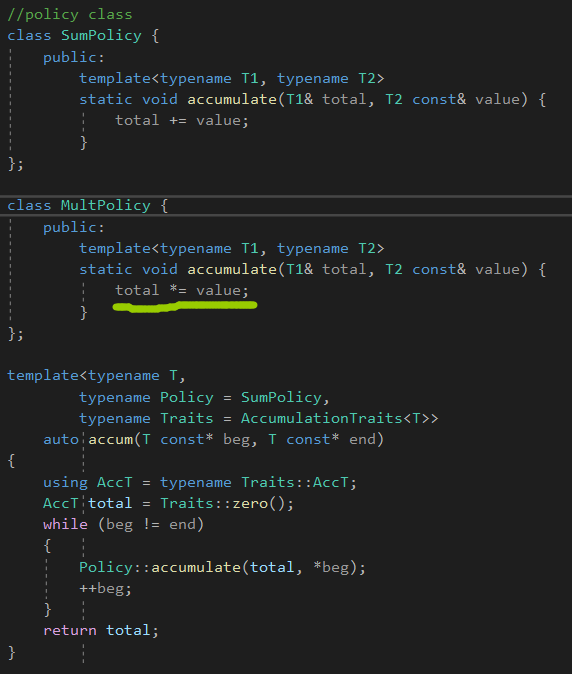 //policy class
class SumPolicy {
    public:
        template<typename T1, typename T2>
        static void accumulate(T1& total, T2 const& value) {
            total += value;
        }
};
class MultPolicy {
    public:
        template<typename T1, typename T2>
        static void accumulate(T1& total, T2 const& value) {
            total *= value;
        }
};
template<typename T,
        typename Policy = SumPolicy,
        typename Traits = AccumulationTraits<T>>
    auto accum(T const* beg, T const* end)
{
    using AccT = typename Traits::AccT;
    AccT total = Traits::zero();
    while (beg != end)
    {
        Policy::accumulate(total, *beg);
        ++beg;
    }
    return total;
}